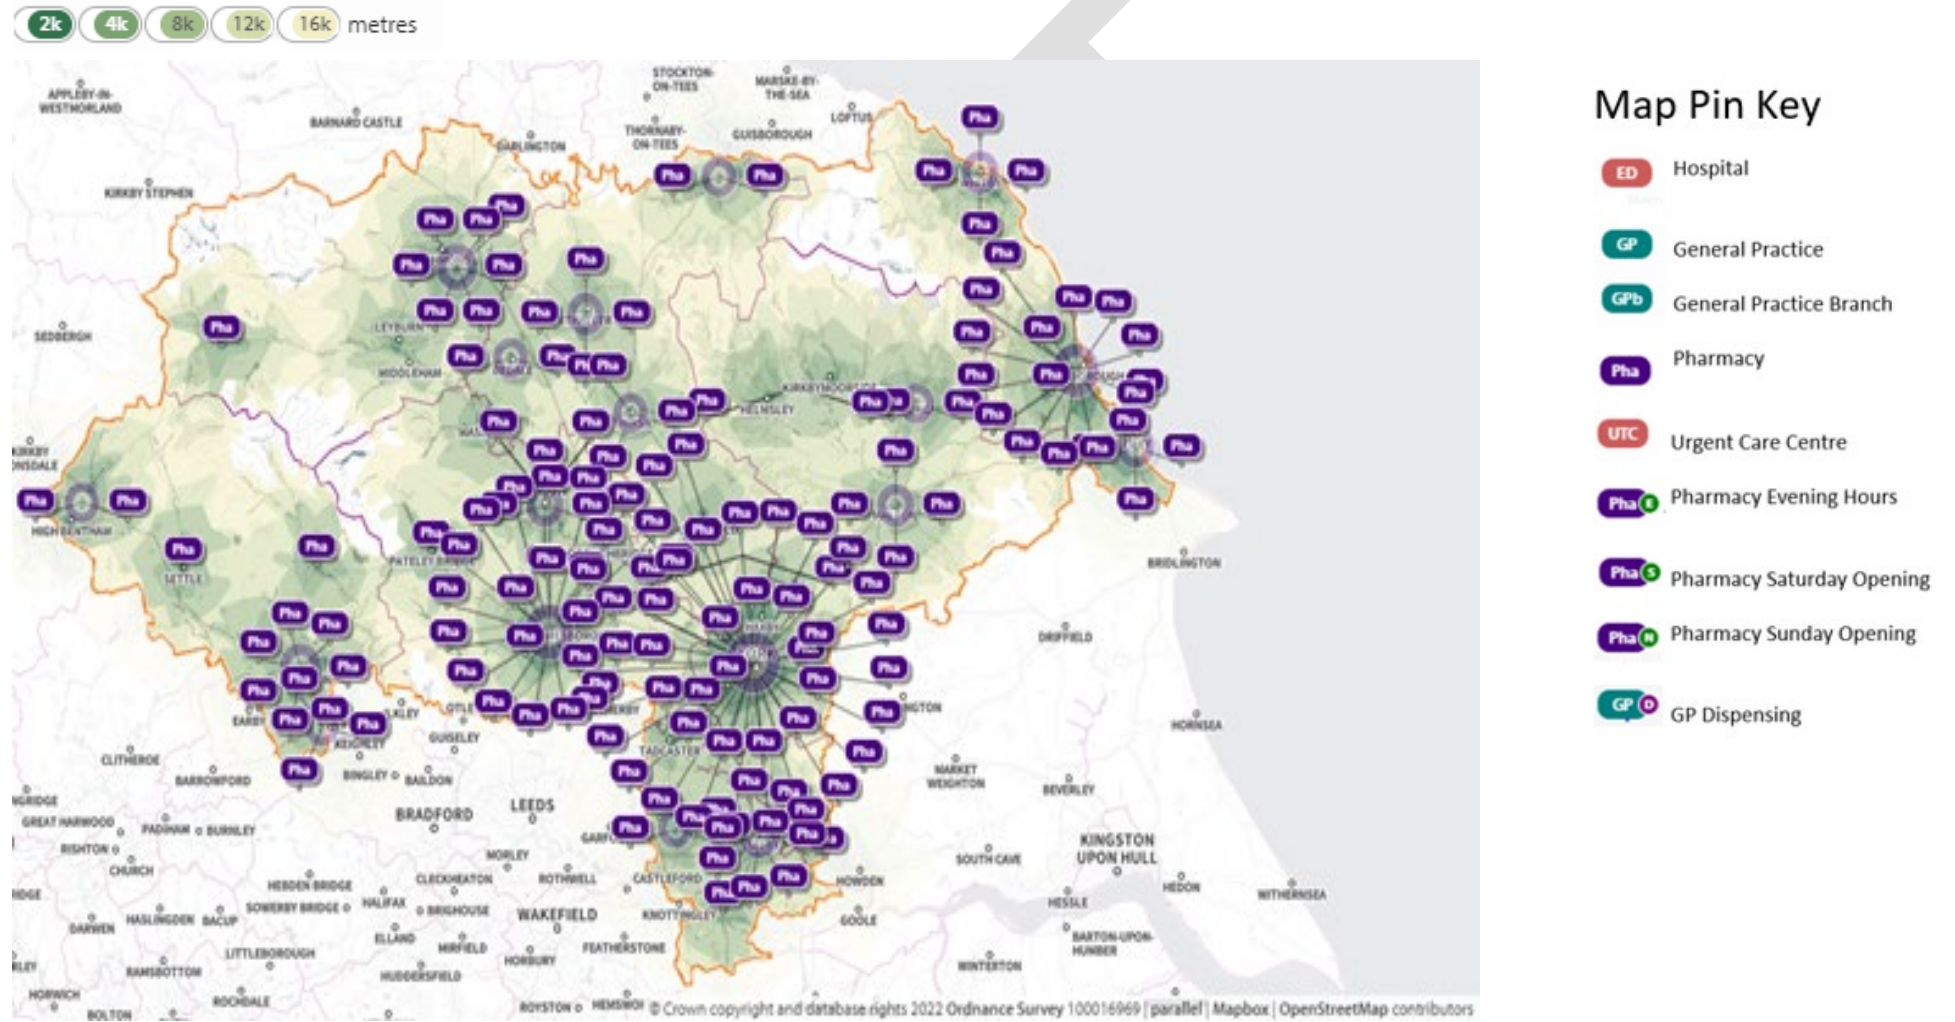 2k 4k 8k 12k 16k metres
Map Pin Key
ED Hospital
GP General Practice
GPb General Practice Branch
Pha Pharmacy
UTC Urgent Care Centre
Pha E Pharmacy Evening Hours
Pha S Pharmacy Saturday Opening
Pha N Pharmacy Sunday Opening
GP D GP Dispensing
APPLEBY-IN-
WESTMORLAND
STOCKTON-
ON-TEES
MARSKE-BY-
THE-SEA
BARNARD CASTLE
LOFTUS
THORNABY-
ON-TEES
GUISBOROUGH
DARLINGTON
KIRKBY STEPHEN
Pha
SEDBERGH
LEYBURN
MIDDLEHAM
KIRKBYMOORSIDE
HELMSLEY
HIGH BENTHAM
SETTLE
PATELEY BRIDGE
BRIDLINGTON
DRIFFIELD
YORK
EARBY
KEIGHLEY
GUISELEY
TADCASTER
HORNSEA
CLITHEROE
BARROWFORD
BINGLEY
BAILDON
MARKET
WEIGHTON
BEVERLEY
BRADFORD
LEEDS
GREAT HARWOOD
PADIHAM
BURNLEY
RISHTON
CHURCH
MORLEY
SOUTH CAVE
KINGSTON
UPON HULL
HEBDEN BRIDGE
CLECKHEATON
ROTHWELL
CASTLEFORD
HOWDEN
HEDON
WITHERNSEA
SOWERBY BRIDGE
HALIFAX
BRIGHOUSE
WAKEFIELD
KNOTTINGLEY
GOOLE
HESSLE
DARWEN
HASLINGDEN
BACUP
ELLAND
MIRFIELD
HORBURY
FEATHERSTONE
BARTON-UPON-
HUMBER
LITTLEBOROUGH
RAMSBOTTOM
HUDDERSFIELD
WINTERTON
HORWICH
ROCHDALE
BOLTON
ROYSTON
© Crown copyright and database rights 2022 Ordnance Survey 100016969 | parallel | Mapbox | OpenStreetMap contributors